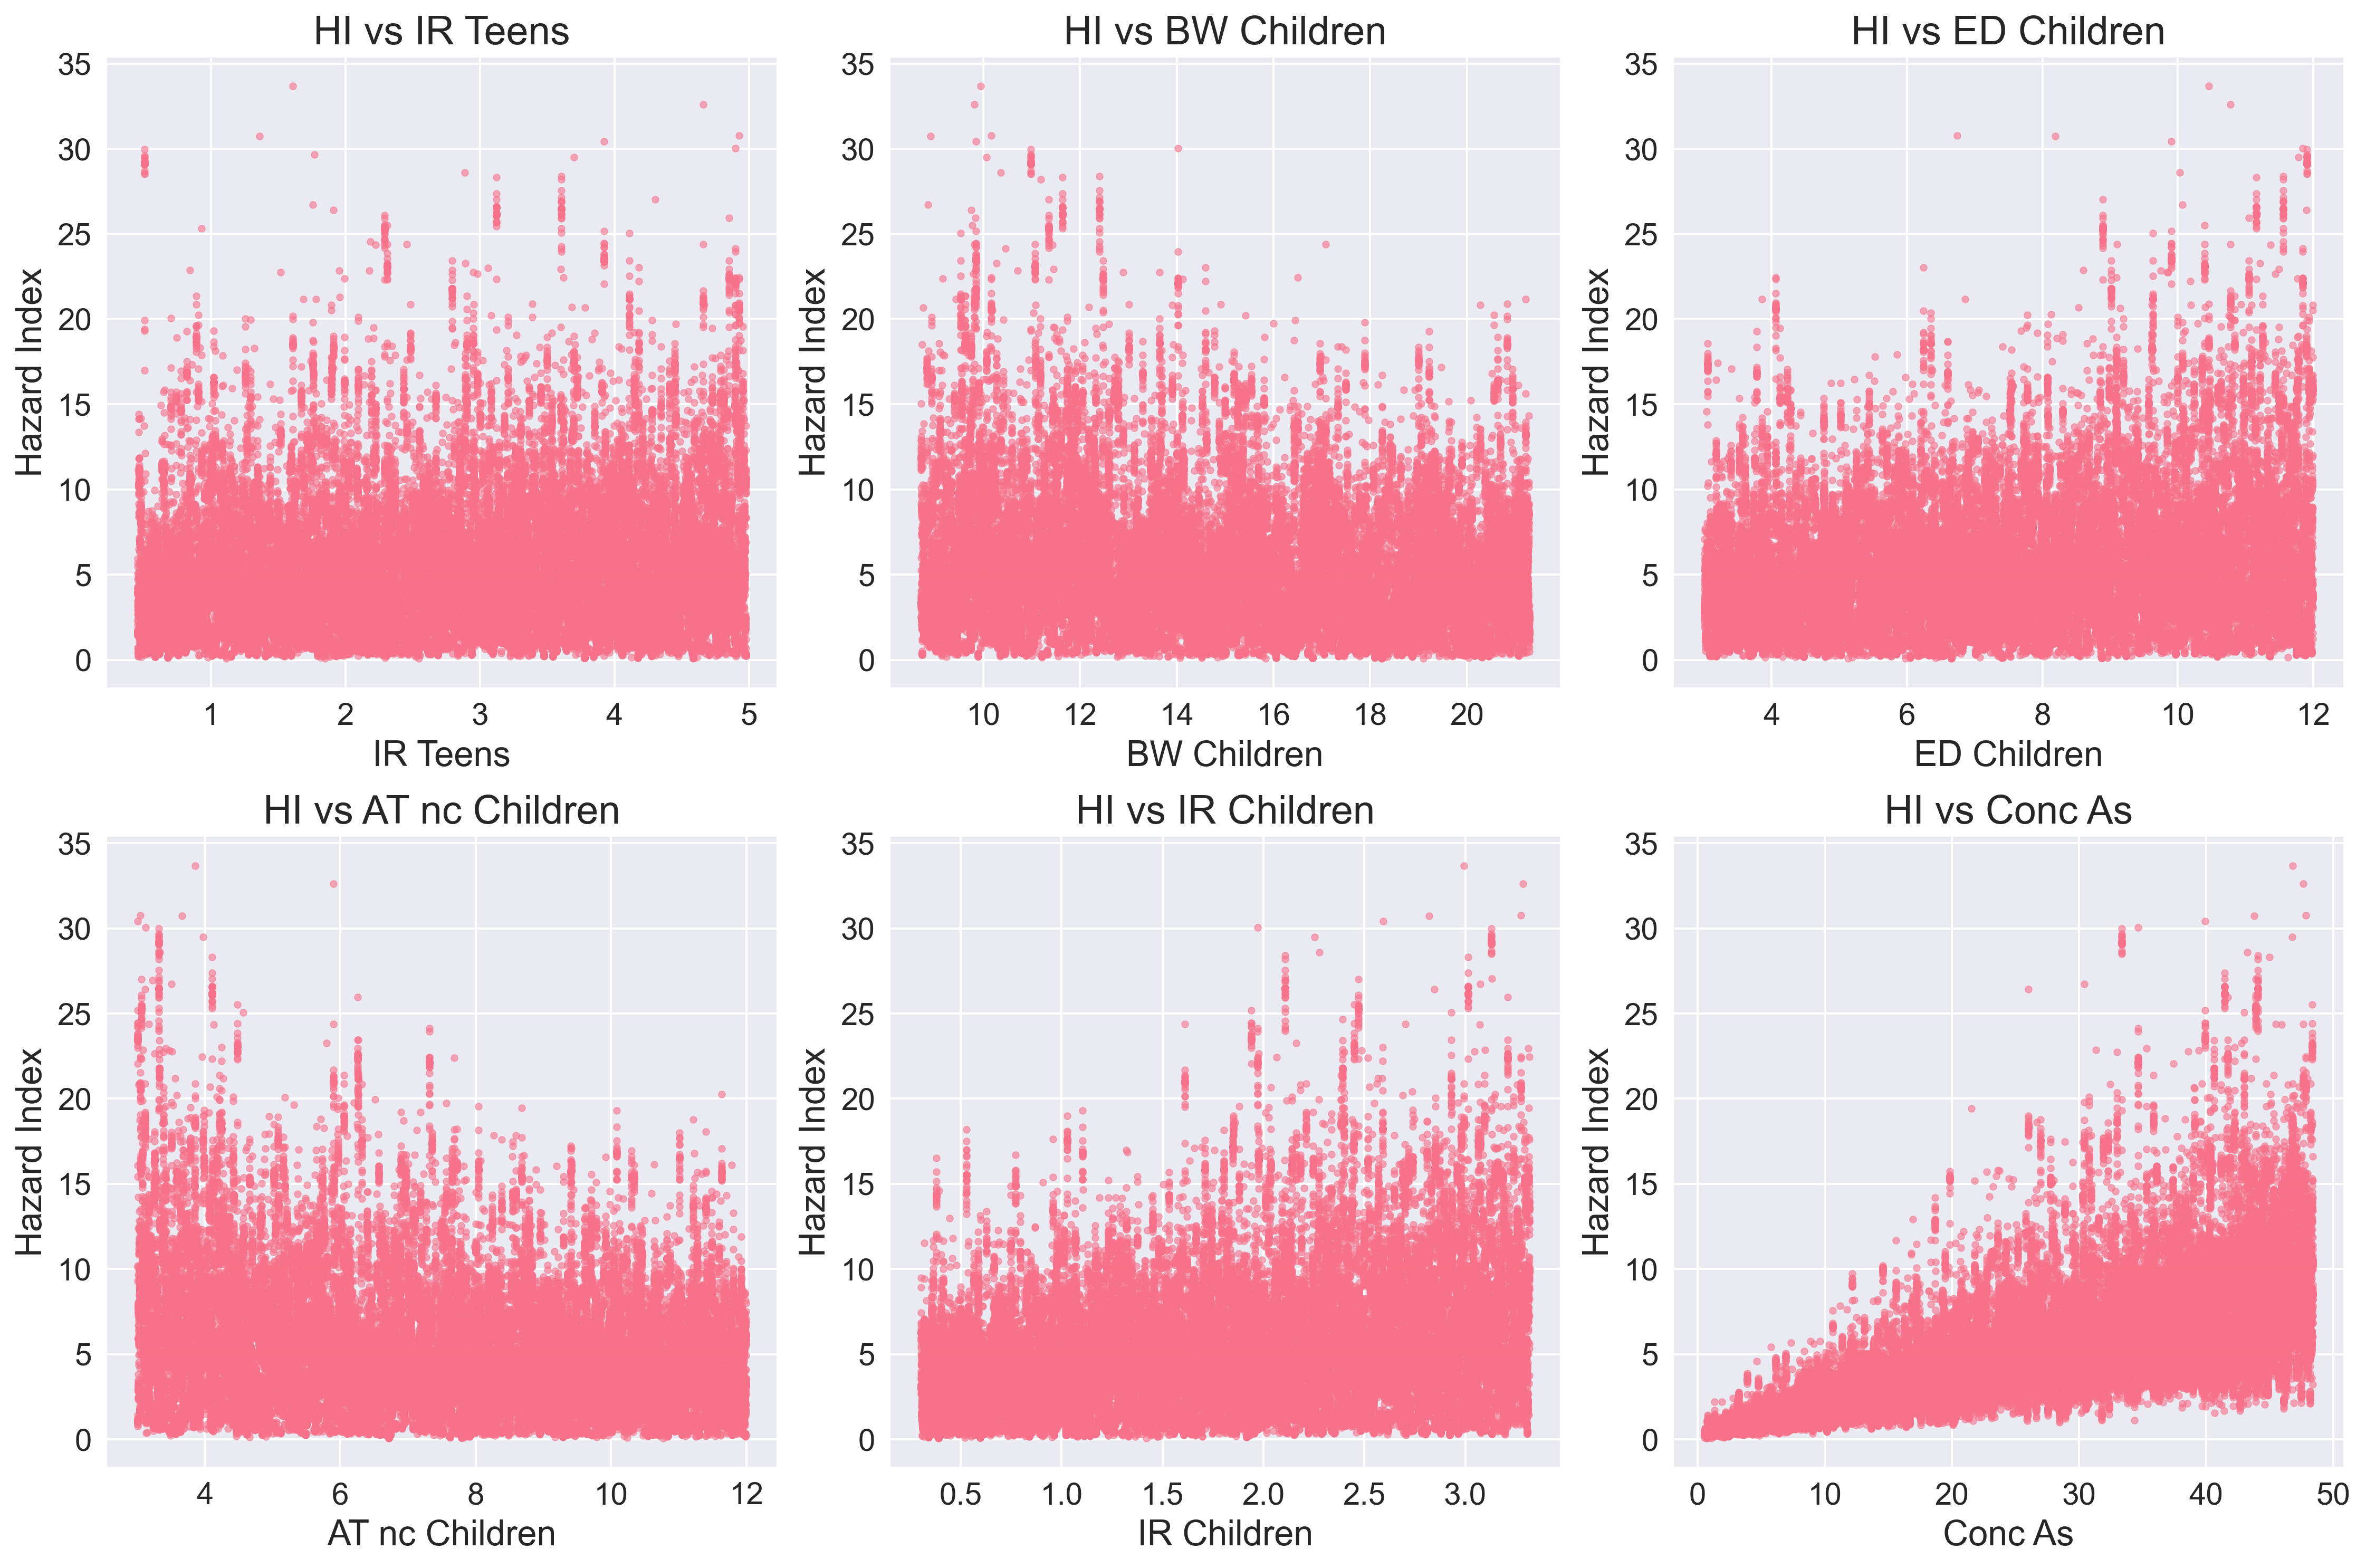 HI vs IR Teens
35
30
25
20
15
10
5
0
Hazard Index
1 2 3 4 5
IR Teens
HI vs BW Children
35
30
25
20
15
10
5
0
Hazard Index
10 12 14 16 18 20
BW Children
HI vs ED Children
35
30
25
20
15
10
5
0
Hazard Index
4 6 8 10 12
ED Children
HI vs AT nc Children
35
30
25
20
15
10
5
0
Hazard Index
4 6 8 10 12
AT nc Children
HI vs IR Children
35
30
25
20
15
10
5
0
Hazard Index
0.5 1.0 1.5 2.0 2.5 3.0
IR Children
HI vs Conc As
35
30
25
20
15
10
5
0
Hazard Index
0 10 20 30 40 50
Conc As